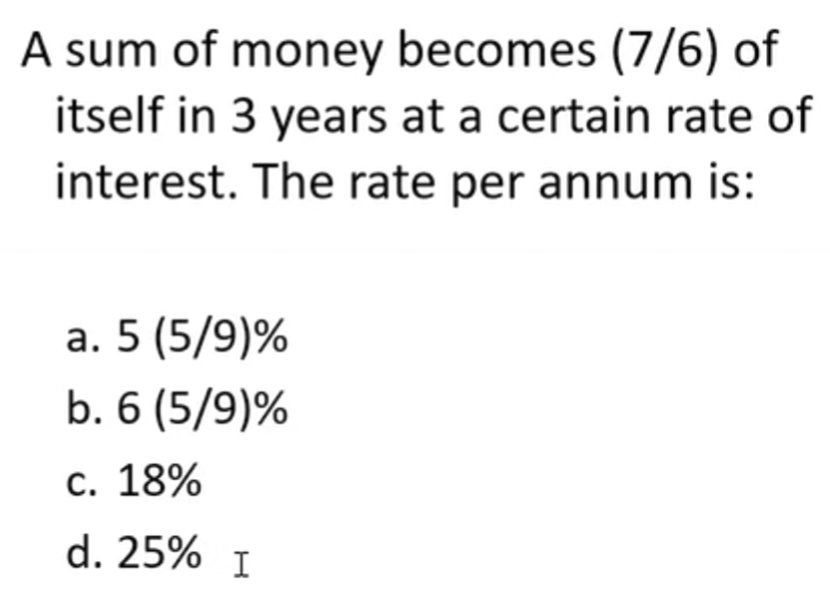 A sum of money becomes (7/6) of
itself in 3 years at a certain rate of
interest. The rate per annum is:
a. 5 (5/9)%
b. 6 (5/9)%
c. 18%
d. 25%